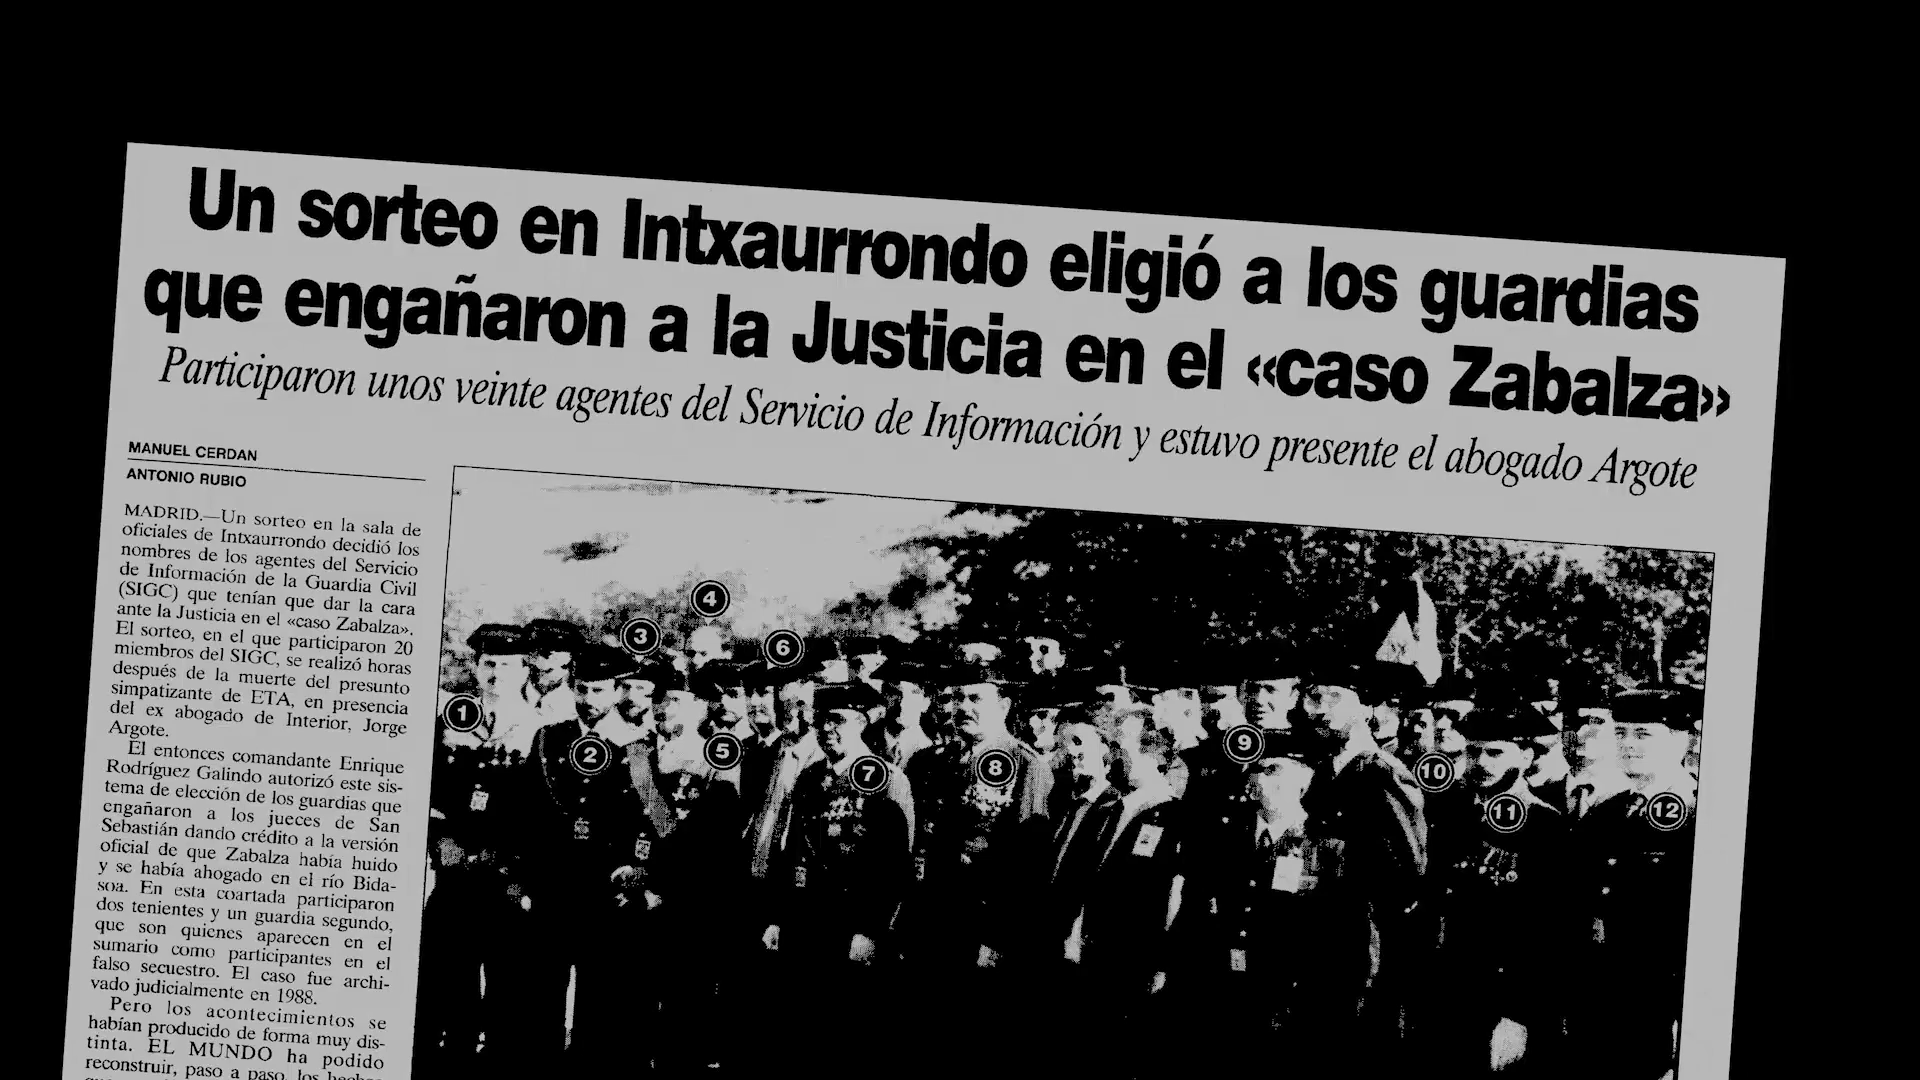 Un sorteo en Intxaurrondo eligió a los guardias
que engañaron a la Justicia en el «caso Zabalza»
Participaron unos veinte agentes del Servicio de Información y estuvo presente el abogado Argote
MANUEL CERDAN
ANTONIO RUBIO
MADRID.—Un sorteo en la sala de
oficiales de Intxaurrondo decidió los
nombres de los agentes del Servicio
de Información de la Guardia Civil
(SIGC) que tenían que dar la cara
ante la Justicia en el «caso Zabalza».
El sorteo, en el que participaron 20
miembros del SIGC, se realizó horas
después de la muerte del presunto
simpatizante de ETA, en presencia
del ex abogado de Interior, Jorge
Argote.
El entonces comandante Enrique
Rodríguez Galindo autorizó este sis-
tema de elección de los guardias que
engañaron a los jueces de San
Sebastián dando crédito a la versión
oficial de que Zabalza había huido
y se había ahogado en el río Bida-
soa. En esta coartada participaron
dos tenientes y un guardia segundo,
que son quienes aparecen en el
sumario como participantes en el
falso secuestro. El caso fue archi-
vado judicialmente en 1988.
Pero los acontecimientos se
habían producido de forma muy dis-
tinta. EL MUNDO ha podido
reconstruir, paso a paso, los
1
2
3
4
5
6
7
8
9
10
11
12